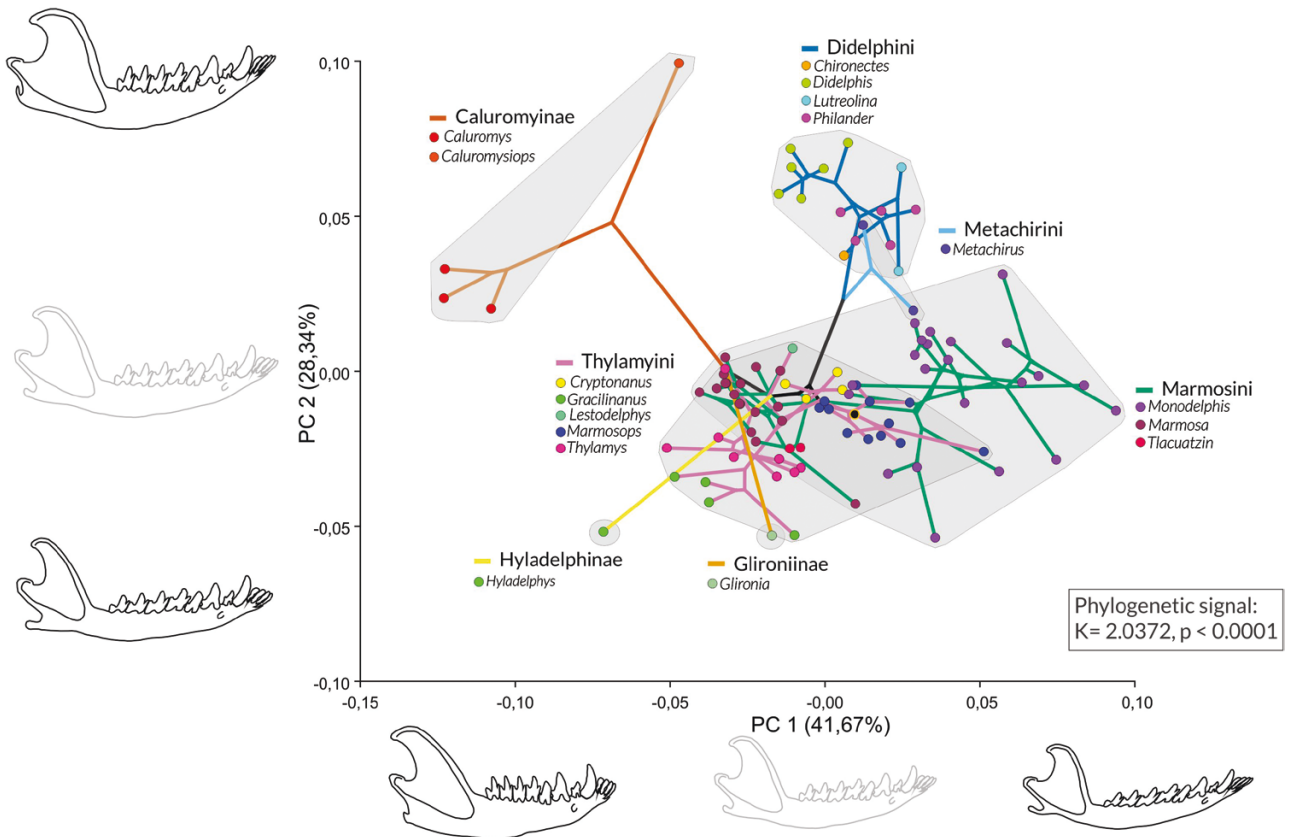 Didelphini
Chironectes
Didelphis
Lutreolina
Philander
Caluromyinae
Caluromys
Caluromysiops
Metachirini
Metachirus
Thylamyini
Cryptonanus
Gracilinanus
Lestodelphys
Marmosops
Thylamys
Marmosini
Monodelphis
Marmosa
Tlacuatzin
Hyladelphinae
Hyladelphys
Glironiinae
Glironia
Phylogenetic signal:
K= 2.0372, p < 0.0001
PC 2 (28,34%)
0,10
0,05
0,00
-0,05
-0,10
-0,15
-0,10
-0,05
-0,00
0,05
0,10
PC 1 (41,67%)